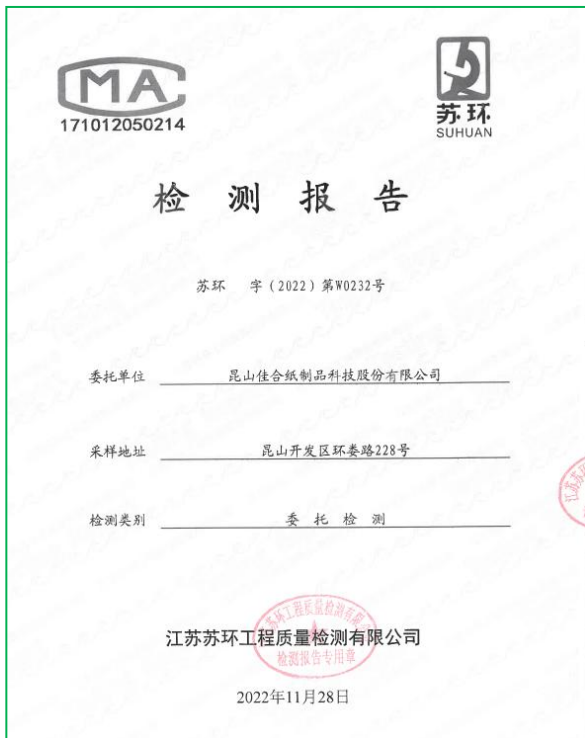 CMA
苏环
SUHUAN
171012050214
检测报告
苏环 字（2022）第W0232号
委托单位 昆山佳合纸制品科技股份有限公司
采样地址 昆山开发区环娄路228号
检测类别 委托检测
江苏苏环工程质量检测有限公司
检测报告专用章
2022年11月28日